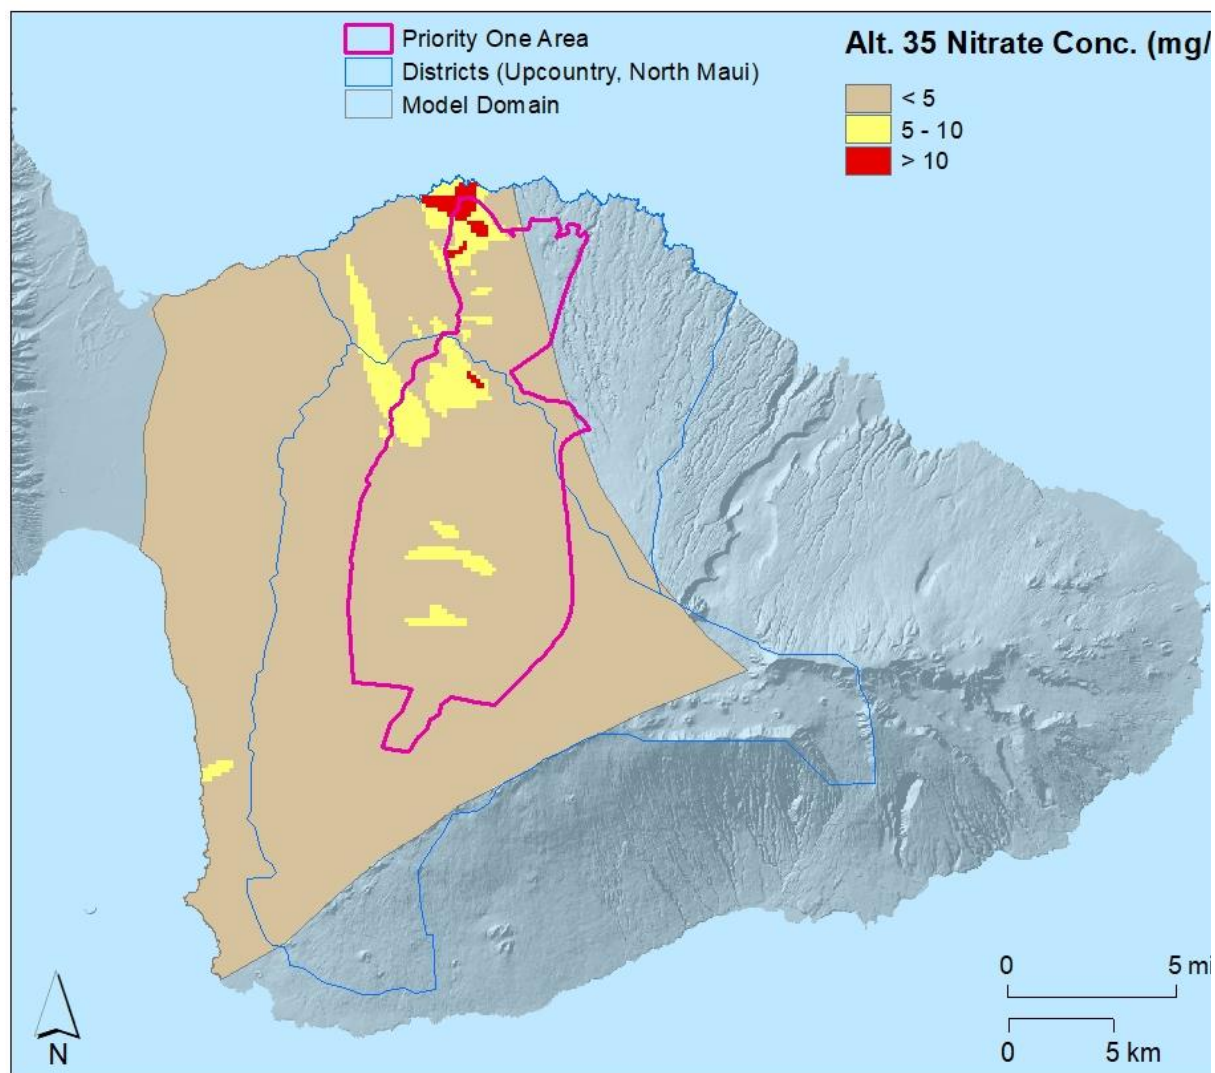 Priority One Area
Districts (Upcountry, North Maui)
Model Domain
Alt. 35 Nitrate Conc. (mg/
< 5
5 - 10
> 10
0 5 mi
0 5 km
N